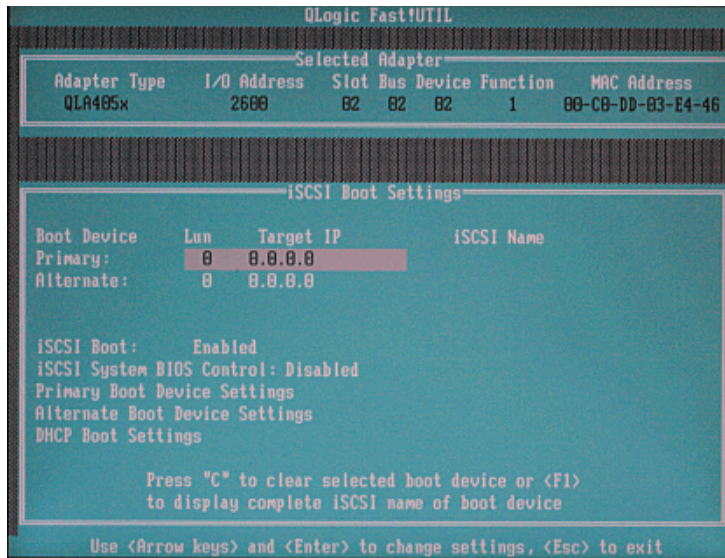 QLogic Fast!UTIL
Selected Adapter
Adapter Type I/O Address Slot Bus Device Function MAC Address
QLA405x 2600 02 02 02 1 00-C0-DD-03-E4-46
iSCSI Boot Settings
Boot Device Lun Target IP iSCSI Name
Primary: 0 0.0.0.0
Alternate: 0 0.0.0.0
iSCSI Boot: Enabled
iSCSI System BIOS Control: Disabled
Primary Boot Device Settings
Alternate Boot Device Settings
DHCP Boot Settings
Press "C" to clear selected boot device or <F1>
to display complete iSCSI name of boot device
Use <Arrow keys> and <Enter> to change settings, <Esc> to exit